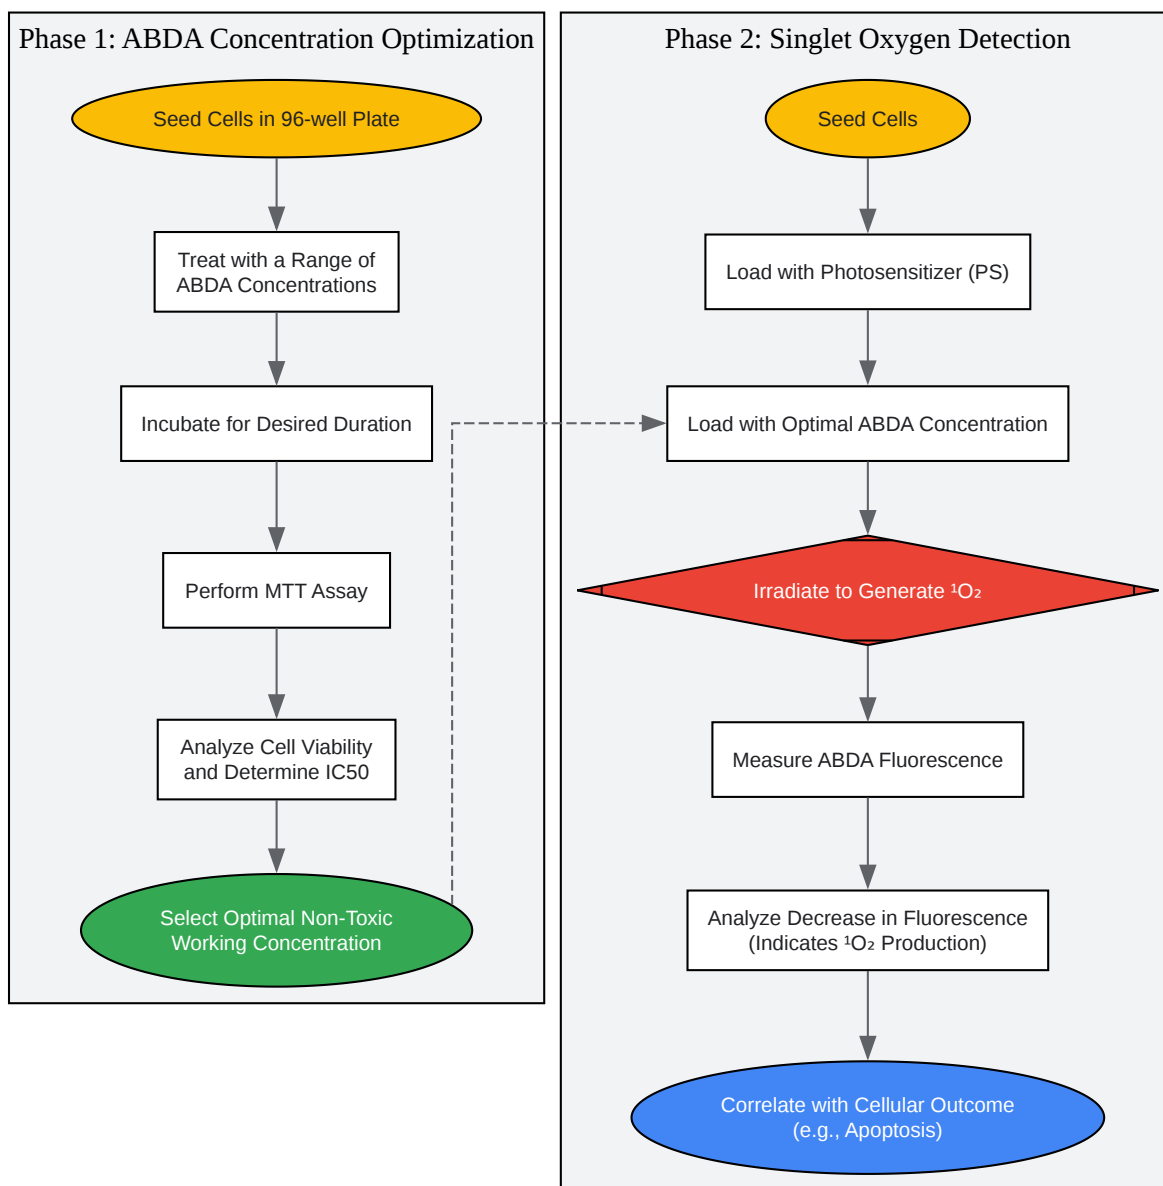 Phase 1: ABDA Concentration Optimization
Seed Cells in 96-well Plate
Treat with a Range of
ABDA Concentrations
Incubate for Desired Duration
Perform MTT Assay
Analyze Cell Viability
and Determine IC50
Select Optimal Non-Toxic
Working Concentration
Phase 2: Singlet Oxygen Detection
Seed Cells
Load with Photosensitizer (PS)
Load with Optimal ABDA Concentration
Irradiate to Generate ¹O₂
Measure ABDA Fluorescence
Analyze Decrease in Fluorescence
(Indicates ¹O₂ Production)
Correlate with Cellular Outcome
(e.g., Apoptosis)